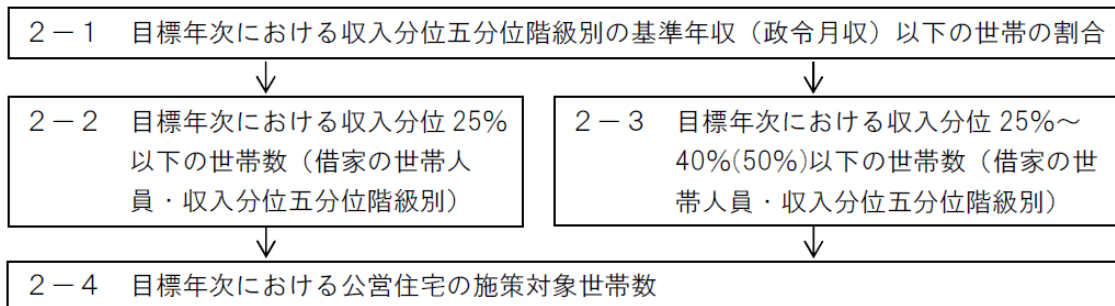 2－1 目標年次における収入分位五分位階級別の基準年収（政令月収）以下の世帯の割合
2－2 目標年次における収入分位 25%
以下の世帯数（借家の世帯人
員・収入分位五分位階級別）
2－3 目標年次における収入分位 25%～
40%(50%)以下の世帯数（借家の世
帯人員・収入分位五分位階級別）
2－4 目標年次における公営住宅の施策対象世帯数